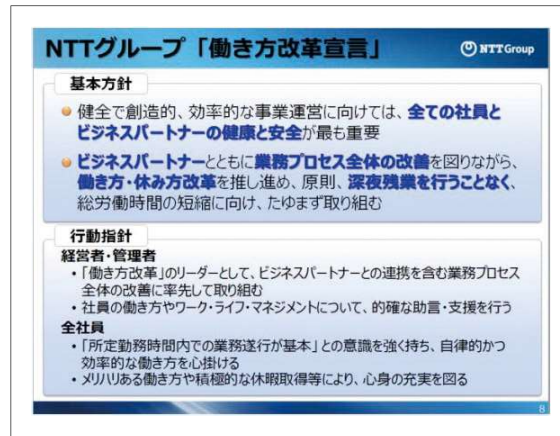 NTTグループ「働き方改革宣言」
NTT Group
基本方針
健全で創造的、効率的な事業運営に向けては、全ての社員と
ビジネスパートナーの健康と安全が最も重要
ビジネスパートナーとともに業務プロセス全体の改善を図りながら、
働き方・休み方改革を推し進め、原則、深夜残業を行うことなく、
総労働時間の短縮に向け、たゆまず取り組む
行動指針
経営者・管理者
・「働き方改革」のリーダーとして、ビジネスパートナーとの連携を含む業務プロセス
全体の改善に率先して取り組む
・社員の働き方やワーク・ライフ・マネジメントについて、的確な助言・支援を行う
全社員
・「所定勤務時間内での業務遂行が基本」との意識を強く持ち、自律的かつ
効率的な働き方を心掛ける
・メリハリある働き方や積極的な休暇取得等により、心身の充実を図る
8